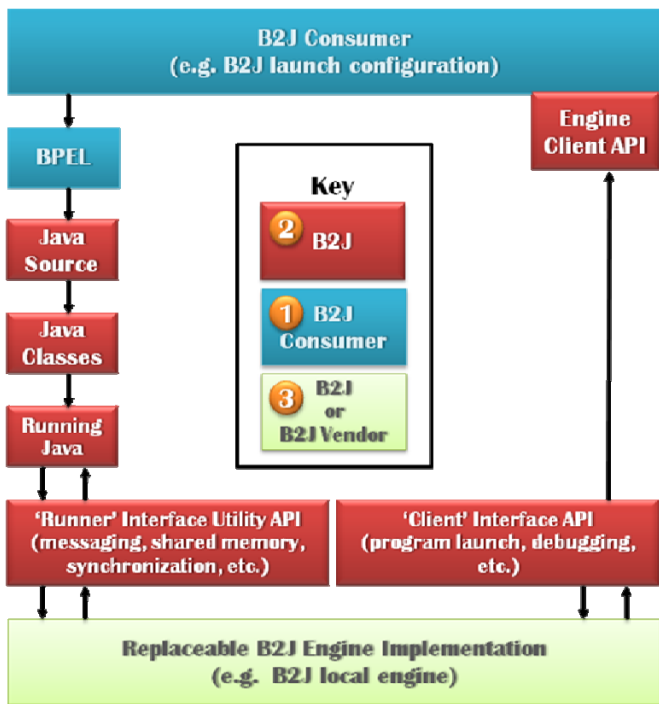 B2J Consumer
(e.g. B2J launch configuration)
Engine
Client API
BPEL
Java
Source
Java
Classes
Running
Java
Key
2 B2J
1 B2J
Consumer
3 B2J
or
B2J Vendor
'Runner' Interface Utility API
(messaging, shared memory,
synchronization, etc.)
'Client' Interface API
(program launch, debugging,
etc.)
Replaceable B2J Engine Implementation
(e.g. B2J local engine)